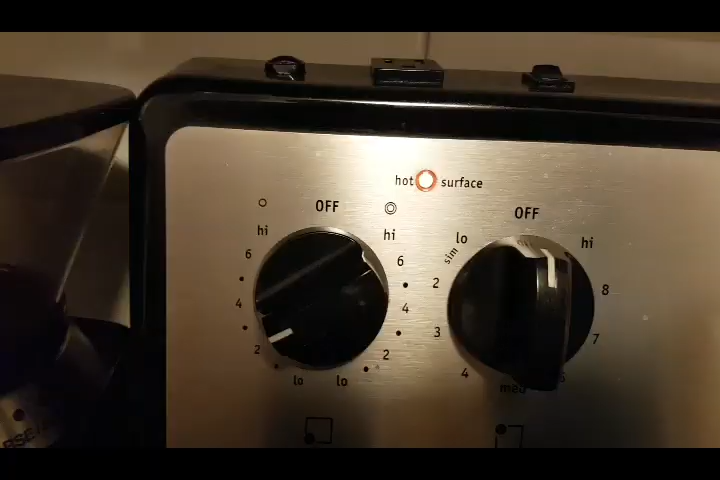 hot surface
OFF
hi hi
6 6
4 4
2 2
lo lo
OFF
lo hi
sim
2 8
3 7
4
med